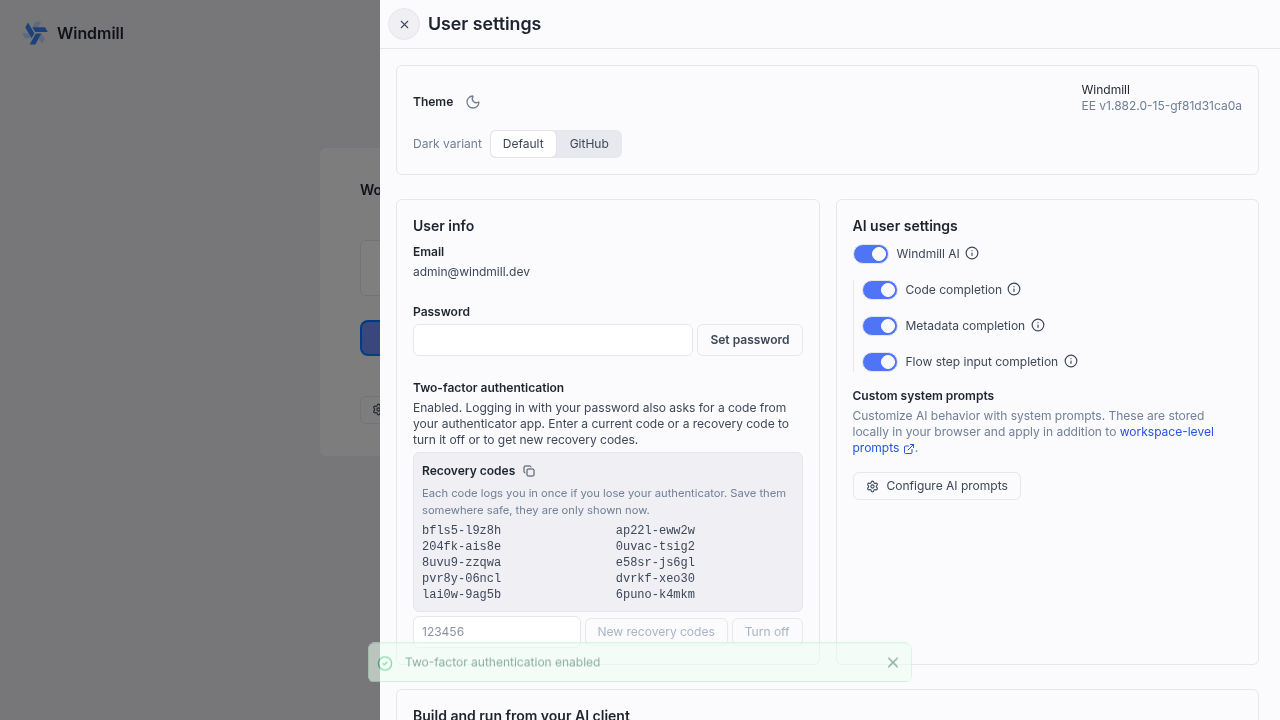 Windmill
User settings
Theme
Windmill
EE v1.882.0-15-gf81d31ca0a
Dark variant
Default
GitHub
Wo
User info
Email
admin@windmill.dev
Password
Set password
Two-factor authentication
Enabled. Logging in with your password also asks for a code from
your authenticator app. Enter a current code or a recovery code to
turn it off or to get new recovery codes.
Recovery codes
Each code logs you in once if you lose your authenticator. Save them
somewhere safe, they are only shown now.
bfls5-l9z8h ap22l-eww2w
204fk-ais8e 0uvac-tsig2
8uvu9-zzqwa e58sr-js6gl
pvr8y-06ncl dvrkf-xeo30
lai0w-9ag5b 6puno-k4mkm
123456
New recovery codes
Turn off
AI user settings
Windmill AI
Code completion
Metadata completion
Flow step input completion
Custom system prompts
Customize AI behavior with system prompts. These are stored
locally in your browser and apply in addition to workspace-level
prompts.
Configure AI prompts
Two-factor authentication enabled
Build and run from your AI client